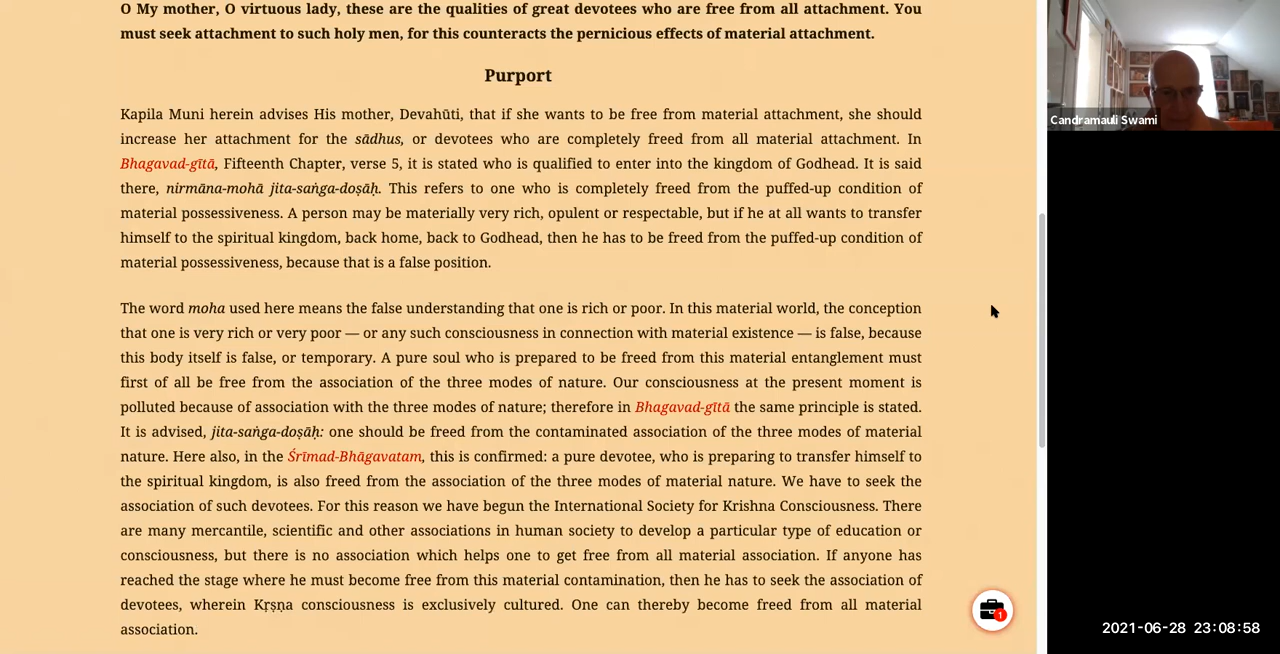 O My mother, O virtuous lady, these are the qualities of great devotees who are free from all attachment. You
must seek attachment to such holy men, for this counteracts the pernicious effects of material attachment.
Purport
Kapila Muni herein advises His mother, Devahūti, that if she wants to be free from material attachment, she should
increase her attachment for the sādhus, or devotees who are completely freed from all material attachment. In
Bhagavad-gītā, Fifteenth Chapter, verse 5, it is stated who is qualified to enter into the kingdom of Godhead. It is said
there, nirmāna-mohā jita-saṅga-doṣāḥ. This refers to one who is completely freed from the puffed-up condition of
material possessiveness. A person may be materially very rich, opulent or respectable, but if he at all wants to transfer
himself to the spiritual kingdom, back home, back to Godhead, then he has to be freed from the puffed-up condition of
material possessiveness, because that is a false position.
The word moha used here means the false understanding that one is rich or poor. In this material world, the conception
that one is very rich or very poor — or any such consciousness in connection with material existence — is false, because
this body itself is false, or temporary. A pure soul who is prepared to be freed from this material entanglement must
first of all be free from the association of the three modes of nature. Our consciousness at the present moment is
polluted because of association with the three modes of nature; therefore in Bhagavad-gītā the same principle is stated.
It is advised, jita-saṅga-doṣāḥ: one should be freed from the contaminated association of the three modes of material
nature. Here also, in the Śrīmad-Bhāgavatam, this is confirmed: a pure devotee, who is preparing to transfer himself to
the spiritual kingdom, is also freed from the association of the three modes of material nature. We have to seek the
association of such devotees. For this reason we have begun the International Society for Krishna Consciousness. There
are many mercantile, scientific and other associations in human society to develop a particular type of education or
consciousness, but there is no association which helps one to get free from all material association. If anyone has
reached the stage where he must become free from this material contamination, then he has to seek the association of
devotees, wherein Kṛṣṇa consciousness is exclusively cultured. One can thereby become freed from all material
association.
1
Candramauli Swami
2021-06-28 23:08:58